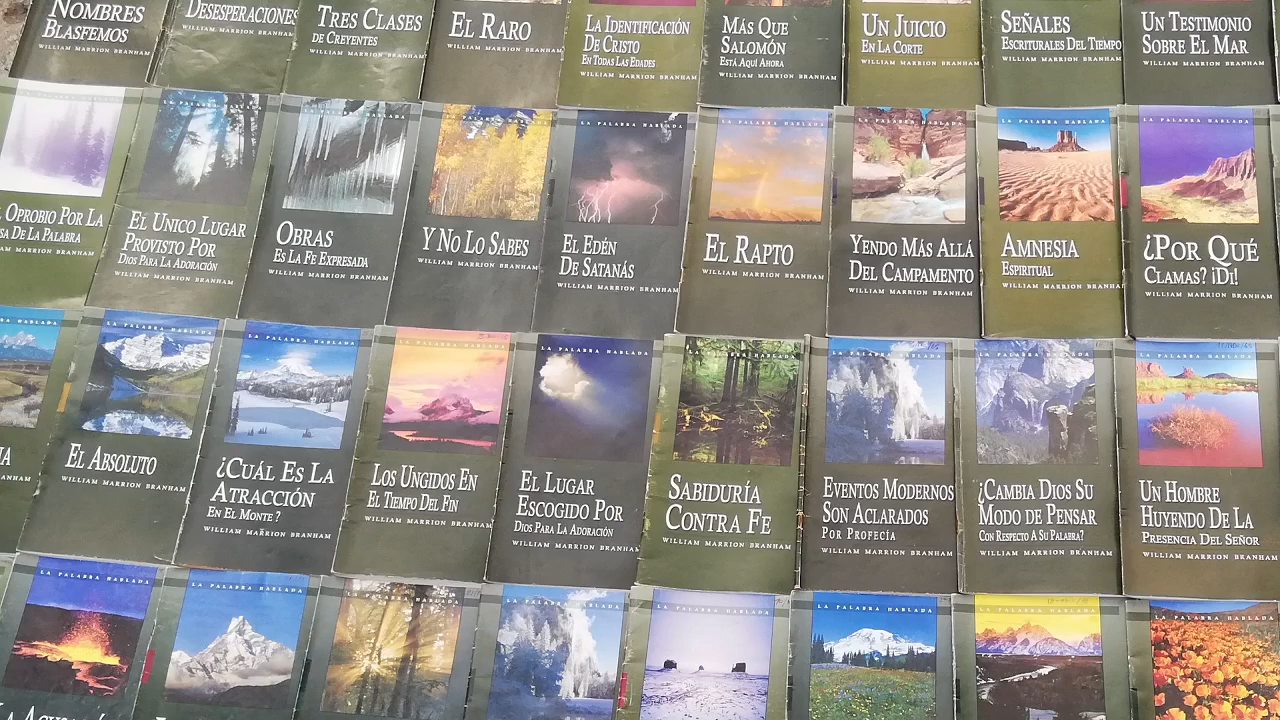 NOMBRES
BLASFEMOS
WILLIAM MARRION BRANHAM
DESESPERACIONES
WILLIAM MARRION BRANHAM
TRES CLASES
DE CREYENTES
WILLIAM MARRION BRANHAM
EL RARO
WILLIAM MARRION BRANHAM
LA IDENTIFICACIÓN
DE CRISTO
EN TODAS LAS EDADES
WILLIAM MARRION BRANHAM
MÁS QUE
SALOMÓN
ESTÁ AQUÍ AHORA
WILLIAM MARRION BRANHAM
UN JUICIO
EN LA CORTE
WILLIAM MARRION BRANHAM
SEÑALES
ESCRITURALES DEL TIEMPO
WILLIAM MARRION BRANHAM
UN TESTIMONIO
SOBRE EL MAR
WILLIAM MARRION BRANHAM
OPROBIO POR LA
DE LA PALABRA
MARRION BRANHAM
LA PALABRA HABLADA
EL UNICO LUGAR
PROVISTO POR
DIOS PARA LA ADORACIÓN
WILLIAM MARRION BRANHAM
LA PALABRA HABLADA
OBRAS
ES LA FE EXPRESADA
WILLIAM MARRION BRANHAM
LA PALABRA HABLADA
Y NO LO SABES
WILLIAM MARRION BRANHAM
LA PALABRA HABLADA
EL EDÉN
DE SATANÁS
WILLIAM MARRION BRANHAM
LA PALABRA HABLADA
EL RAPTO
WILLIAM MARRION BRANHAM
LA PALABRA HABLADA
YENDO MÁS ALLÁ
DEL CAMPAMENTO
WILLIAM MARRION BRANHAM
LA PALABRA HABLADA
AMNESIA
ESPIRITUAL
WILLIAM MARRION BRANHAM
LA PALABRA HABLADA
¿POR QUÉ
CLAMAS? ¡DI!
WILLIAM MARRION BRANHAM
HABLADA
BRANHAM
LA PALABRA HABLADA
EL ABSOLUTO
WILLIAM MARRION BRANHAM
LA PALABRA HABLADA
¿CUÁL ES LA
ATRACCIÓN
EN EL MONTE?
WILLIAM MARRION BRANHAM
LA PALABRA HABLADA
LOS UNGIDOS EN
EL TIEMPO DEL FIN
WILLIAM MARRION BRANHAM
LA PALABRA HABLADA
EL LUGAR
ESCOGIDO POR
DIOS PARA LA ADORACIÓN
WILLIAM MARRION BRANHAM
LA PALABRA HABLADA
SABIDURÍA
CONTRA FE
WILLIAM MARRION BRANHAM
LA PALABRA HABLADA
EVENTOS MODERNOS
SON ACLARADOS
POR PROFECÍA
WILLIAM MARRION BRANHAM
LA PALABRA HABLADA
¿CAMBIA DIOS SU
MODO DE PENSAR
CON RESPECTO A SU PALABRA?
WILLIAM MARRION BRANHAM
LA PALABRA HABLADA
UN HOMBRE
HUYENDO DE LA
PRESENCIA DEL SEÑOR
WILLIAM MARRION BRANHAM
LA PALABRA HABLADA
LA PALABRA HABLADA
LA PALABRA HABLADA
LA PALABRA HABLADA
LA PALABRA HABLADA
LA PALABRA HABLADA
LA PALABRA HABLADA
LA PALABRA HABLADA